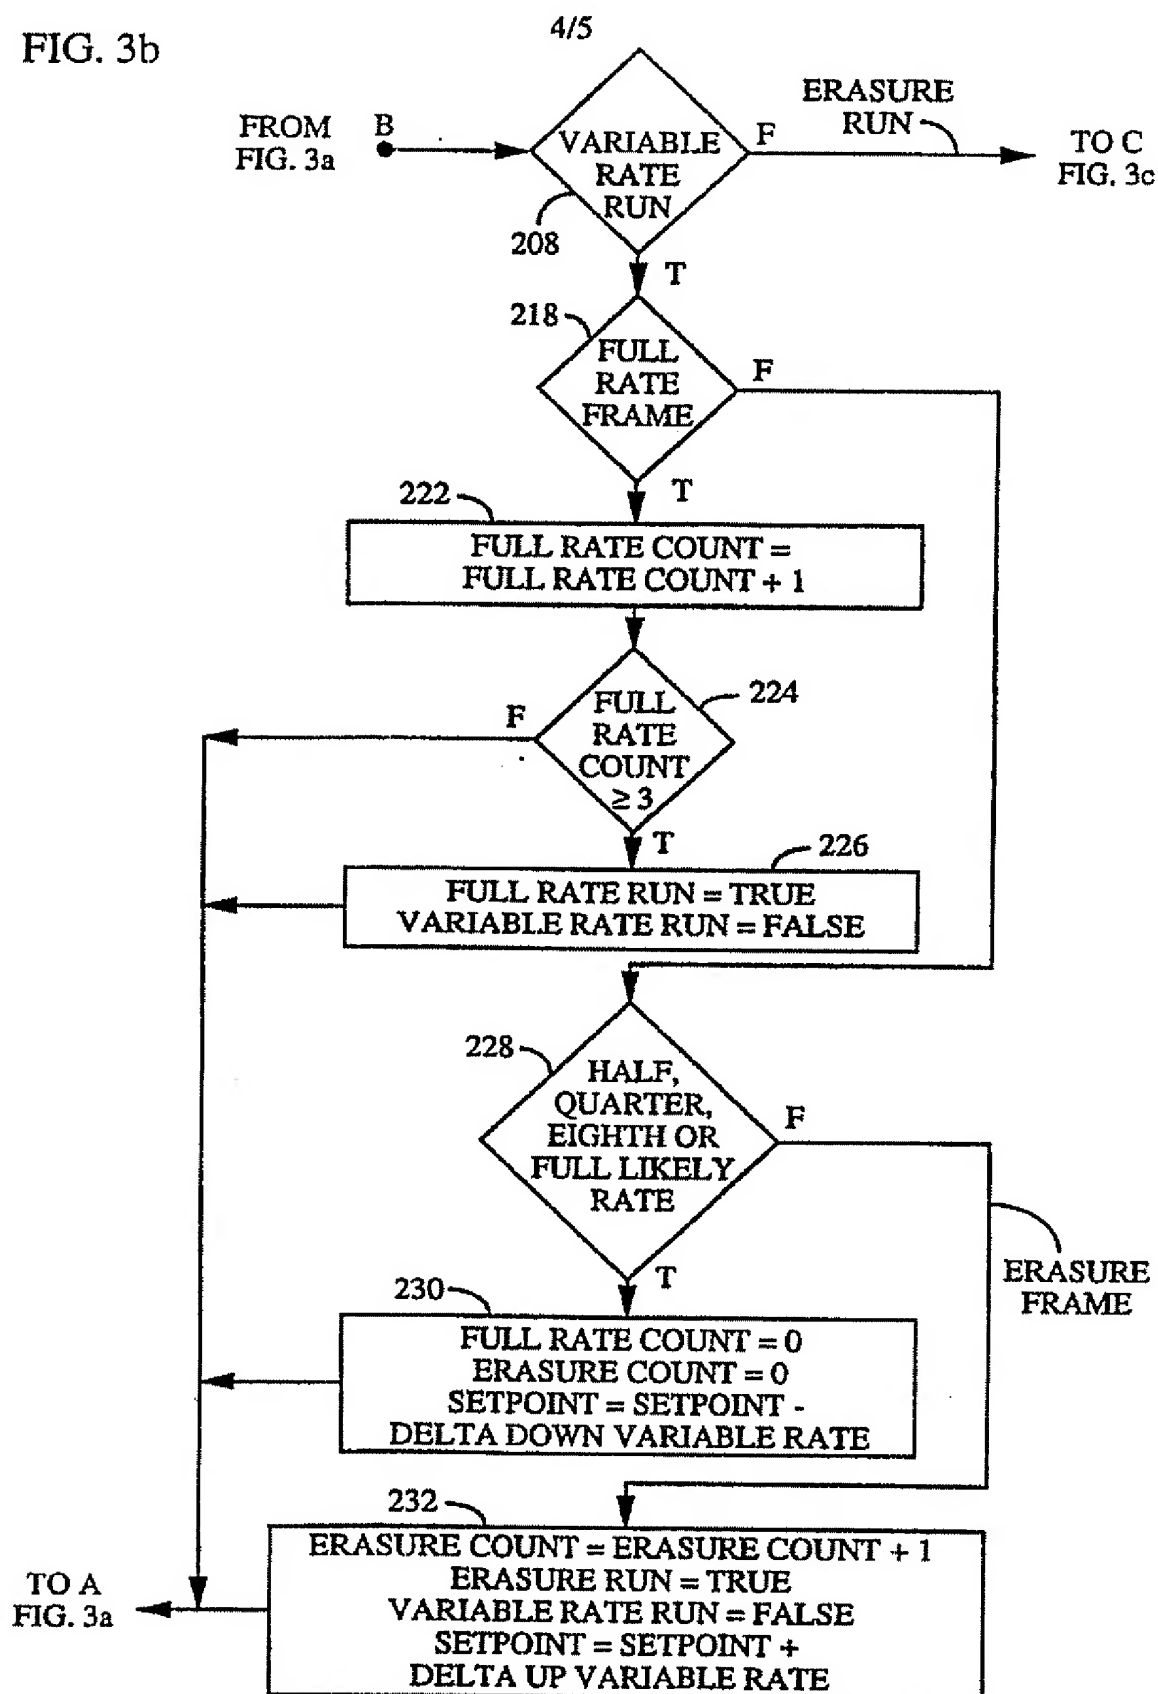 4/5
FIG. 3b
FROM
FIG. 3a
B
VARIABLE
RATE
RUN
F
ERASURE
RUN
TO C
FIG. 3c
208
T
218
FULL
RATE
FRAME
F
T
222
FULL RATE COUNT =
FULL RATE COUNT + 1
224
F
FULL
RATE
COUNT
≥ 3
T
226
FULL RATE RUN = TRUE
VARIABLE RATE RUN = FALSE
228
HALF,
QUARTER,
EIGHTH OR
FULL LIKELY
RATE
F
T
ERASURE
FRAME
230
FULL RATE COUNT = 0
ERASURE COUNT = 0
SETPOINT = SETPOINT -
DELTA DOWN VARIABLE RATE
232
ERASURE COUNT = ERASURE COUNT + 1
ERASURE RUN = TRUE
VARIABLE RATE RUN = FALSE
SETPOINT = SETPOINT +
DELTA UP VARIABLE RATE
TO A
FIG. 3a